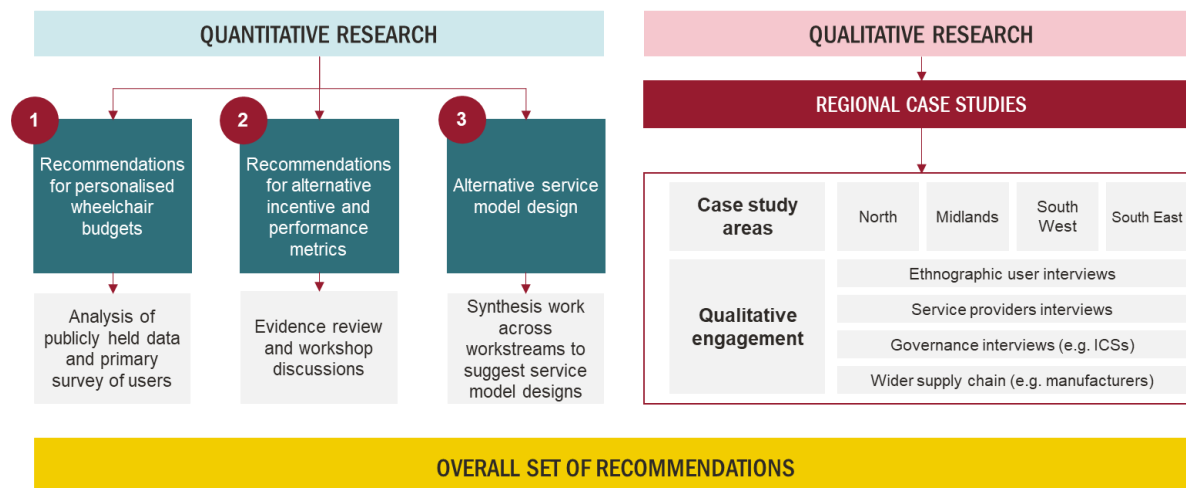 QUANTITATIVE RESEARCH
1
Recommendations
for personalised
wheelchair
budgets
Analysis of
publicly held data
and primary
survey of users
2
Recommendations
for alternative
incentive and
performance
metrics
Evidence review
and workshop
discussions
3
Alternative service
model design
Synthesis work
across
workstreams to
suggest service
model designs
QUALITATIVE RESEARCH
REGIONAL CASE STUDIES
Case study
areas
North
Midlands
South
West
South East
Qualitative
engagement
Ethnographic user interviews
Service providers interviews
Governance interviews (e.g. ICSs)
Wider supply chain (e.g. manufacturers)
OVERALL SET OF RECOMMENDATIONS